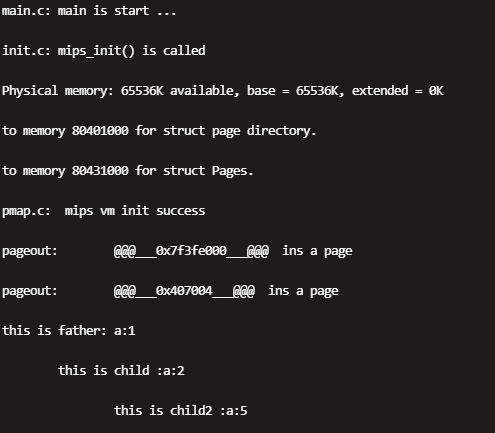 main.c: main is start ...
init.c: mips_init() is called
Physical memory: 65536K available, base = 65536K, extended = 0K
to memory 80401000 for struct page directory.
to memory 80431000 for struct Pages.
pmap.c:  mips vm init success
pageout:        @@@___0x7f3fe000___@@@  ins a page
pageout:        @@@___0x407004___@@@  ins a page
this is father: a:1
        this is child :a:2
                this is child2 :a:5